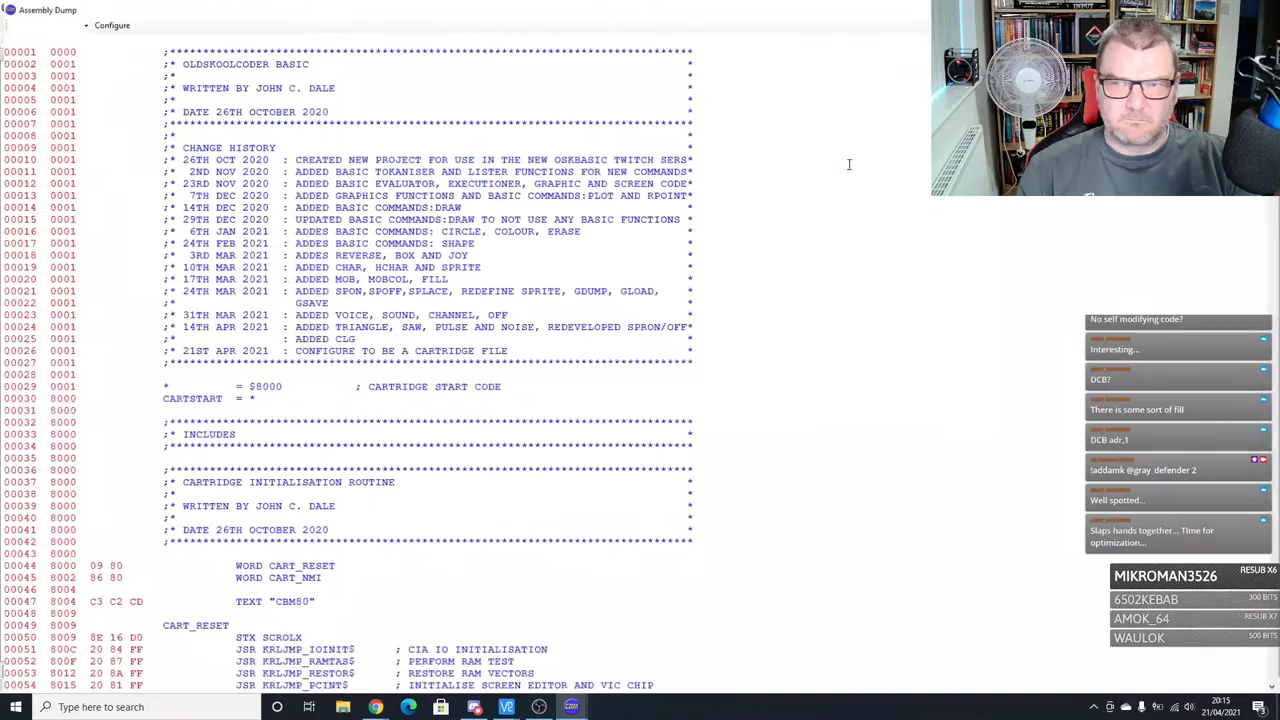 Assembly Dump
Configure
00001 0000 ;******************************************************************************
00002 0001 ;* OLDSKOOLCODER BASIC *
00003 0001 ;* *
00004 0001 ;* WRITTEN BY JOHN C. DALE *
00005 0001 ;* *
00006 0001 ;* DATE 26TH OCTOBER 2020 *
00007 0001 ;******************************************************************************
00008 0001 ;* *
00009 0001 ;* CHANGE HISTORY *
00010 0001 ;* 26TH OCT 2020 : CREATED NEW PROJECT FOR USE IN THE NEW OSKBASIC TWITCH SERS*
00011 0001 ;* 2ND NOV 2020 : ADDED BASIC TOKANISER AND LISTER FUNCTIONS FOR NEW COMMANDS*
00012 0001 ;* 23RD NOV 2020 : ADDED BASIC EVALUATOR, EXECUTIONER, GRAPHIC AND SCREEN CODE*
00013 0001 ;* 7TH DEC 2020 : ADDED GRAPHICS FUNCTIONS AND BASIC COMMANDS:PLOT AND RPOINT*
00014 0001 ;* 14TH DEC 2020 : ADDED BASIC COMMANDS:DRAW *
00015 0001 ;* 29TH DEC 2020 : UPDATED BASIC COMMANDS:DRAW TO NOT USE ANY BASIC FUNCTIONS *
00016 0001 ;* 6TH JAN 2021 : ADDES BASIC COMMANDS: CIRCLE, COLOUR, ERASE *
00017 0001 ;* 24TH FEB 2021 : ADDES BASIC COMMANDS: SHAPE *
00018 0001 ;* 3RD MAR 2021 : ADDES REVERSE, BOX AND JOY *
00019 0001 ;* 10TH MAR 2021 : ADDED CHAR, HCHAR AND SPRITE *
00020 0001 ;* 17TH MAR 2021 : ADDED MOB, MOBCOL, FILL *
00021 0001 ;* 24TH MAR 2021 : ADDED SPON,SPOFF,SPLACE, REDEFINE SPRITE, GDUMP, GLOAD, *
00022 0001 ;* GSAVE *
00023 0001 ;* 31TH MAR 2021 : ADDED VOICE, SOUND, CHANNEL, OFF *
00024 0001 ;* 14TH APR 2021 : ADDED TRIANGLE, SAW, PULSE AND NOISE, REDEVELOPED SPRON/OFF*
00025 0001 ;* : ADDED CLG *
00026 0001 ;* 21ST APR 2021 : CONFIGURE TO BE A CARTRIDGE FILE *
00027 0001 ;******************************************************************************
00028 0001
00029 0001 * = $8000 ; CARTRIDGE START CODE
00030 8000 CARTSTART = *
00031 8000
00032 8000 ;******************************************************************************
00033 8000 ;* INCLUDES *
00034 8000 ;******************************************************************************
00035 8000
00036 8000 ;******************************************************************************
00037 8000 ;* CARTRIDGE INITIALISATION ROUTINE *
00038 8000 ;* *
00039 8000 ;* WRITTEN BY JOHN C. DALE *
00040 8000 ;* *
00041 8000 ;* DATE 26TH OCTOBER 2020 *
00042 8000 ;******************************************************************************
00043 8000
00044 8000 09 80 WORD CART_RESET
00045 8002 86 80 WORD CART_NMI
00046 8004
00047 8004 C3 C2 CD TEXT "CBM80"
00048 8009
00049 8009 CART_RESET
00050 8009 8E 16 D0 STX SCROLX
00051 800C 20 84 FF JSR KRLJMP_IOINIT$ ; CIA IO INITIALISATION
00052 800F 20 87 FF JSR KRLJMP_RAMTAS$ ; PERFORM RAM TEST
00053 8012 20 8A FF JSR KRLJMP_RESTOR$ ; RESTORE RAM VECTORS
00054 8015 20 81 FF JSR KRLJMP_PCINT$ ; INITIALISE SCREEN EDITOR AND VIC CHIP
INPUT
No self modifying code?
Interesting...
DCB?
There is some sort of fill
DCB adr,1
!addamk @gray_defender 2
Well spotted...
Slaps hands together... TIme for
optimization...
MIKROMAN3526 RESUB X6
6502KEBAB 300 BITS
AMOK_64 RESUB X7
WAULOK 500 BITS
Type here to search
20:15
21/04/2021